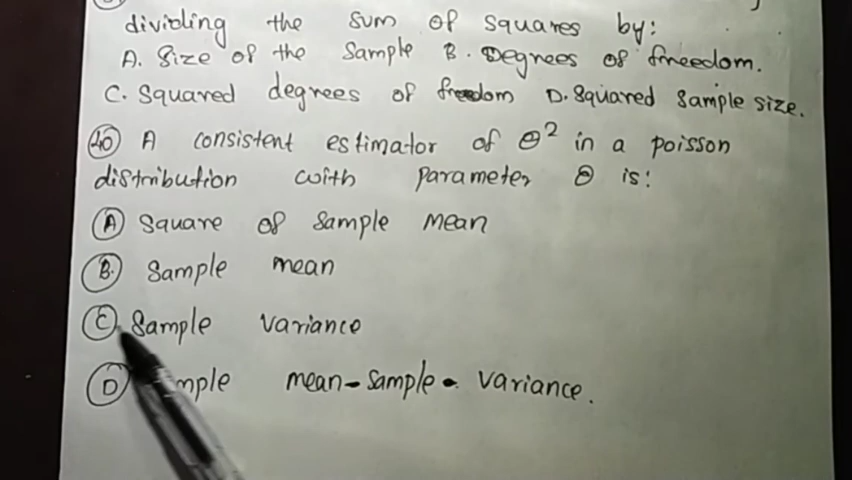 dividing the sum of squares by:
A. Size of the Sample B. Degrees of freedom.
C. Squared degrees of freedom D. Squared Sample size.
40 A consistent estimator of θ² in a poisson
distribution with parameter θ is:
A Square of Sample Mean
B. Sample mean
C Sample Variance
D mean - Sample - Variance.